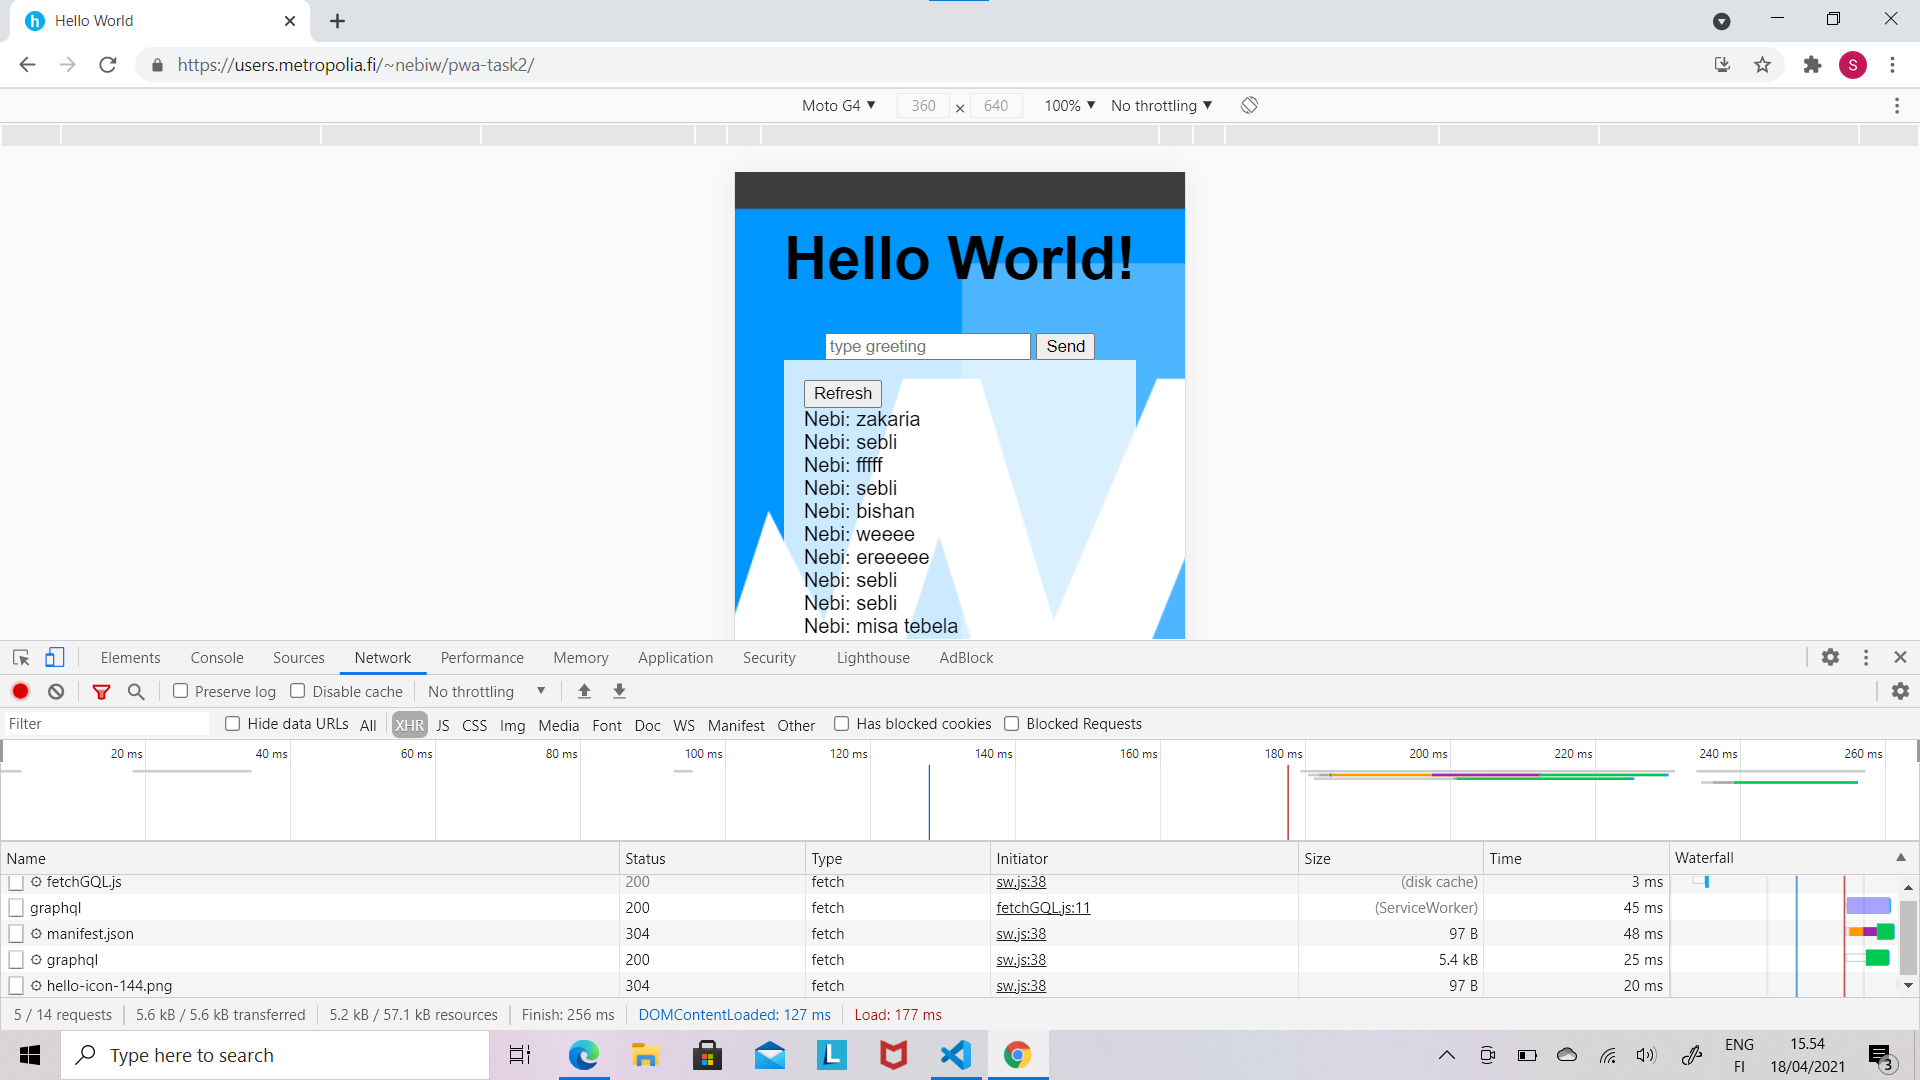 Hello World
https://users.metropolia.fi/~nebiw/pwa-task2/
S
Moto G4 ▼ 360 × 640 100% ▼ No throttling ▼
Hello World!
type greeting Send
Refresh
Nebi: zakaria
Nebi: sebli
Nebi: fffff
Nebi: sebli
Nebi: bishan
Nebi: weeee
Nebi: ereeeee
Nebi: sebli
Nebi: sebli
Nebi: misa tebela
Elements Console Sources Network Performance Memory Application Security Lighthouse AdBlock
Preserve log Disable cache No throttling ▼
Filter Hide data URLs All XHR JS CSS Img Media Font Doc WS Manifest Other Has blocked cookies Blocked Requests
20 ms 40 ms 60 ms 80 ms 100 ms 120 ms 140 ms 160 ms 180 ms 200 ms 220 ms 240 ms 260 ms
Name Status Type Initiator Size Time Waterfall
fetchGQL.js 200 fetch sw.js:38 (disk cache) 3 ms
graphql 200 fetch fetchGQL.js:11 (ServiceWorker) 45 ms
manifest.json 304 fetch sw.js:38 97 B 48 ms
graphql 200 fetch sw.js:38 5.4 kB 25 ms
hello-icon-144.png 304 fetch sw.js:38 97 B 20 ms
5 / 14 requests 5.6 kB / 5.6 kB transferred 5.2 kB / 57.1 kB resources Finish: 256 ms DOMContentLoaded: 127 ms Load: 177 ms
Type here to search
L
ENG
FI
15.54
18/04/2021
3